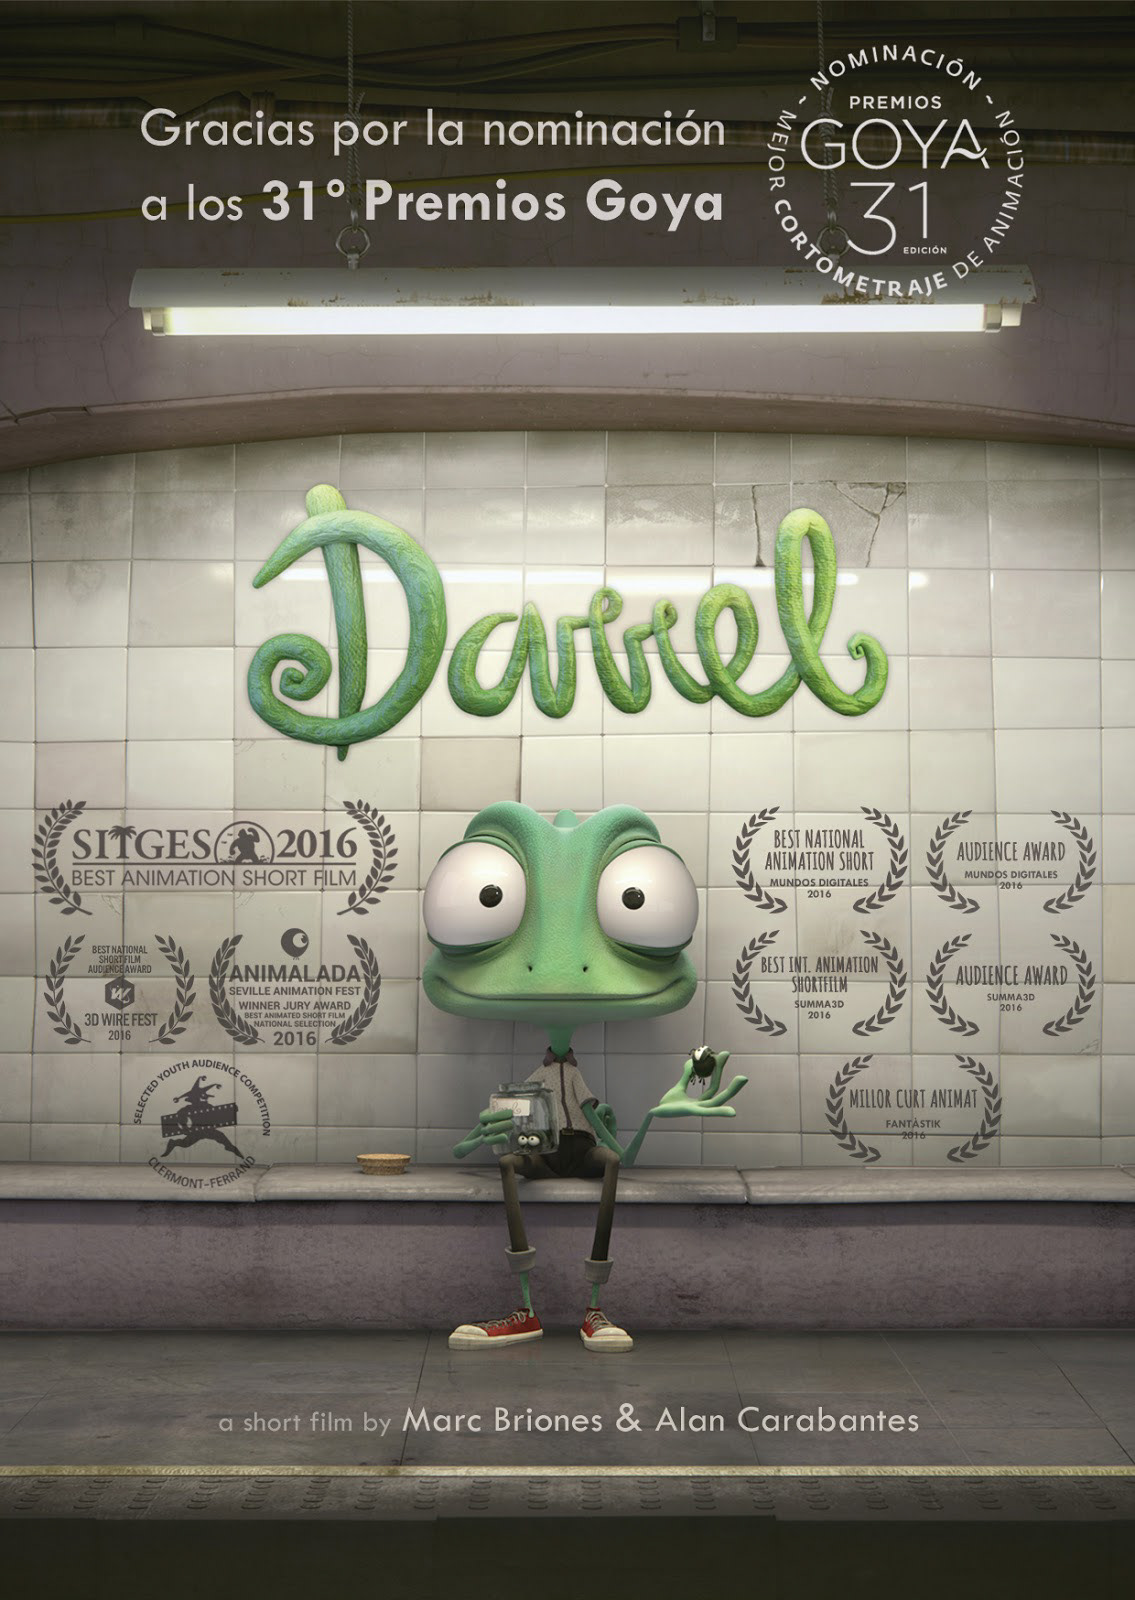 Gracias por la nominación
a los 31° Premios Goya
~ NOMINACIÓN ~
MEJOR CORTOMETRAJE DE ANIMACIÓN
PREMIOS
GOYA
31
EDICIÓN
Darrel
SITGES 2016
BEST ANIMATION SHORT FILM
BEST NATIONAL
SHORT FILM
AUDIENCE AWARD
3D WIRE FEST
2016
ANIMALADA
SEVILLE ANIMATION FEST
WINNER JURY AWARD
BEST ANIMATED SHORT FILM
NATIONAL SELECTION
2016
SELECTED YOUTH AUDIENCE COMPETITION
CLERMONT-FERRAND
BEST NATIONAL
ANIMATION SHORT
MUNDOS DIGITALES
2016
AUDIENCE AWARD
MUNDOS DIGITALES
2016
BEST INT. ANIMATION
SHORTFILM
SUMMA3D
2016
AUDIENCE AWARD
SUMMA3D
2016
MILLOR CURT ANIMAT
FANTÀSTIK
2016
a short film by Marc Briones & Alan Carabantes